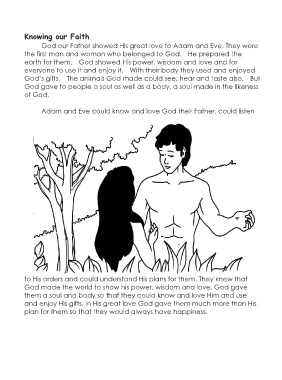 Knowing our Faith
God our Father showed His great love to Adam and Eve. They were
the first man and woman who belonged to God. He prepared the
earth for them. God showed His power, wisdom and love and for
everyone to use it and enjoy it. With their body they used and enjoyed
God's gifts. The animals God made could see, hear and taste also. But
God gave to people a soul as well as a body, a soul made in the likeness
of God.
Adam and Eve could know and love God their Father, could listen
to His orders and could understand His plans for them. They knew that
God made the world to show his power, wisdom and love. God gave
them a soul and body so that they could know and love Him and use
and enjoy His gifts. In His great love God gave them much more than His
plan for them so that they would always have happiness.